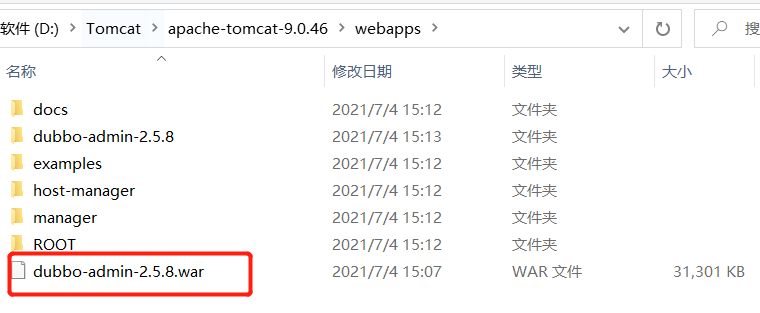 软件 (D:) › Tomcat › apache-tomcat-9.0.46 › webapps › 搜
名称 修改日期 类型 大小
docs 2021/7/4 15:12 文件夹
dubbo-admin-2.5.8 2021/7/4 15:13 文件夹
examples 2021/7/4 15:12 文件夹
host-manager 2021/7/4 15:12 文件夹
manager 2021/7/4 15:12 文件夹
ROOT 2021/7/4 15:12 文件夹
dubbo-admin-2.5.8.war 2021/7/4 15:07 WAR 文件 31,301 KB